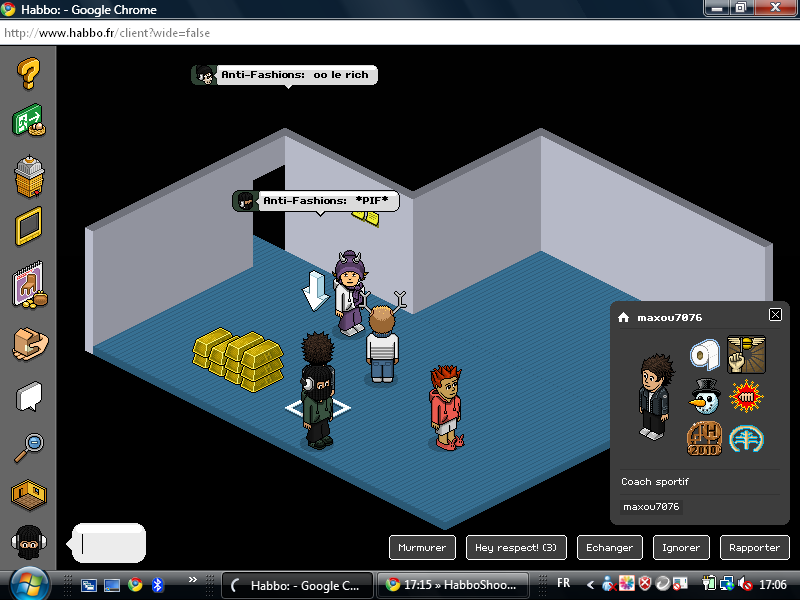 Habbo: - Google Chrome
http://www.habbo.fr/client?wide=false
Anti-Fashions: oo le rich
Anti-Fashions: *PIF*
maxou7076
2010
Coach sportif
maxou7076
Murmurer
Hey respect! (3)
Echanger
Ignorer
Rapporter
Habbo: - Google C...
17:15 » HabboShoo...
FR
17:06